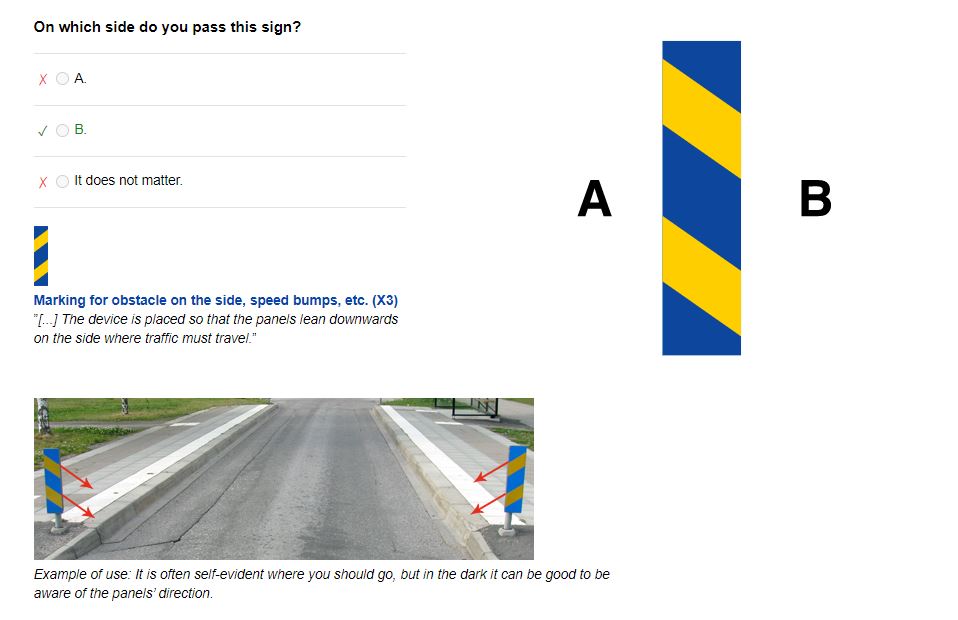 On which side do you pass this sign?
A.
B.
It does not matter.
A
B
Marking for obstacle on the side, speed bumps, etc. (X3)
”[...] The device is placed so that the panels lean downwards
on the side where traffic must travel.”
Example of use: It is often self-evident where you should go, but in the dark it can be good to be
aware of the panels’ direction.